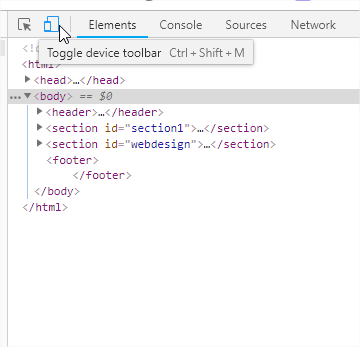 Elements Console Sources Network
<!
Toggle device toolbar Ctrl + Shift + M
<html>
<head>…</head>
… <body> == $0
<header>…</header>
<section id="section1">…</section>
<section id="webdesign">…</section>
<footer>
</footer>
</body>
</html>